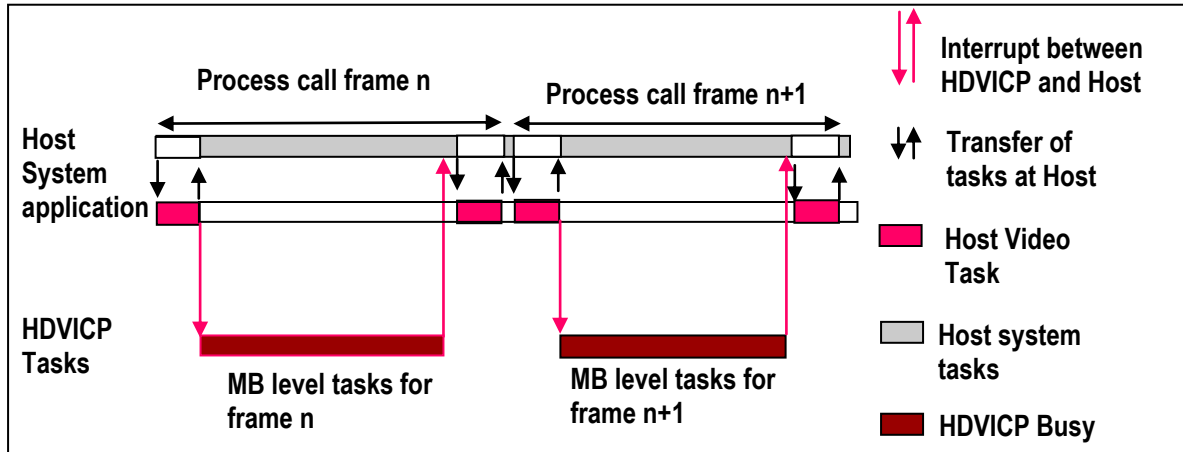 Process call frame n
Process call frame n+1
Host
System
application
HDVICP
Tasks
MB level tasks for
frame n
MB level tasks for
frame n+1
Interrupt between
HDVICP and Host
Transfer of
tasks at Host
Host Video
Task
Host system
tasks
HDVICP Busy